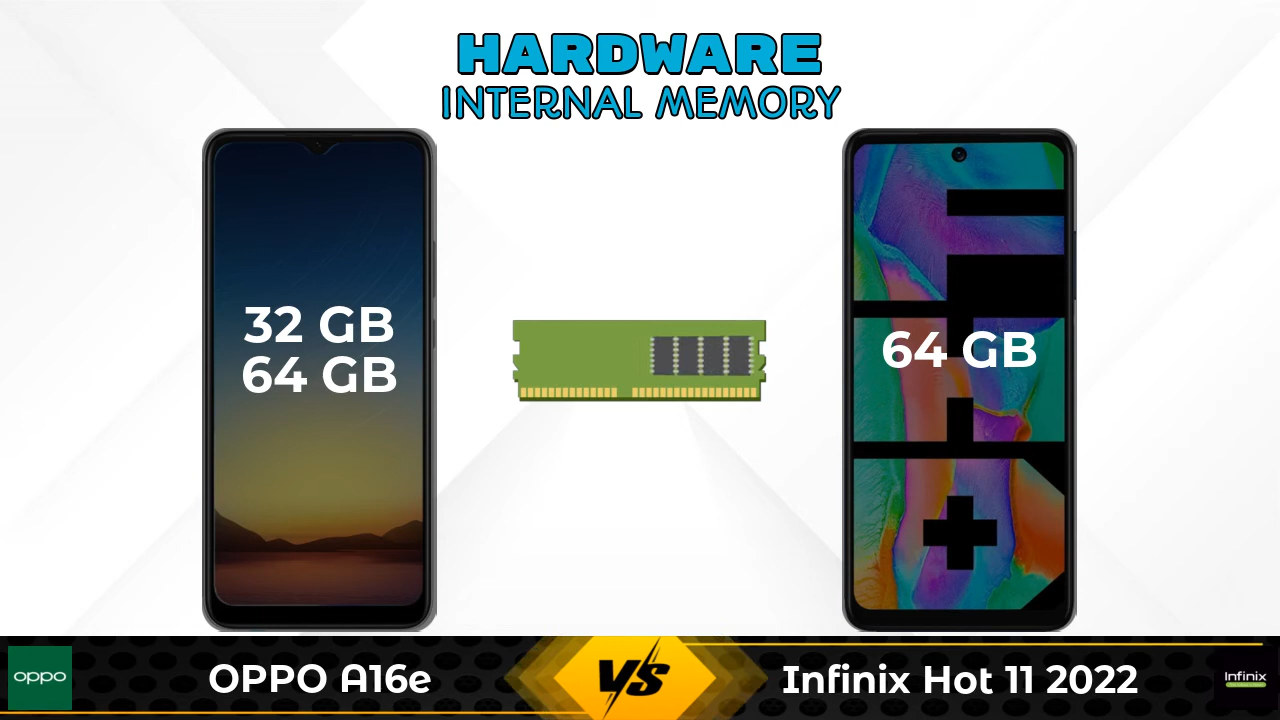 HARDWARE
INTERNAL MEMORY
32 GB
64 GB
64 GB
oppo
OPPO A16e
VS
Infinix Hot 11 2022
Infinix